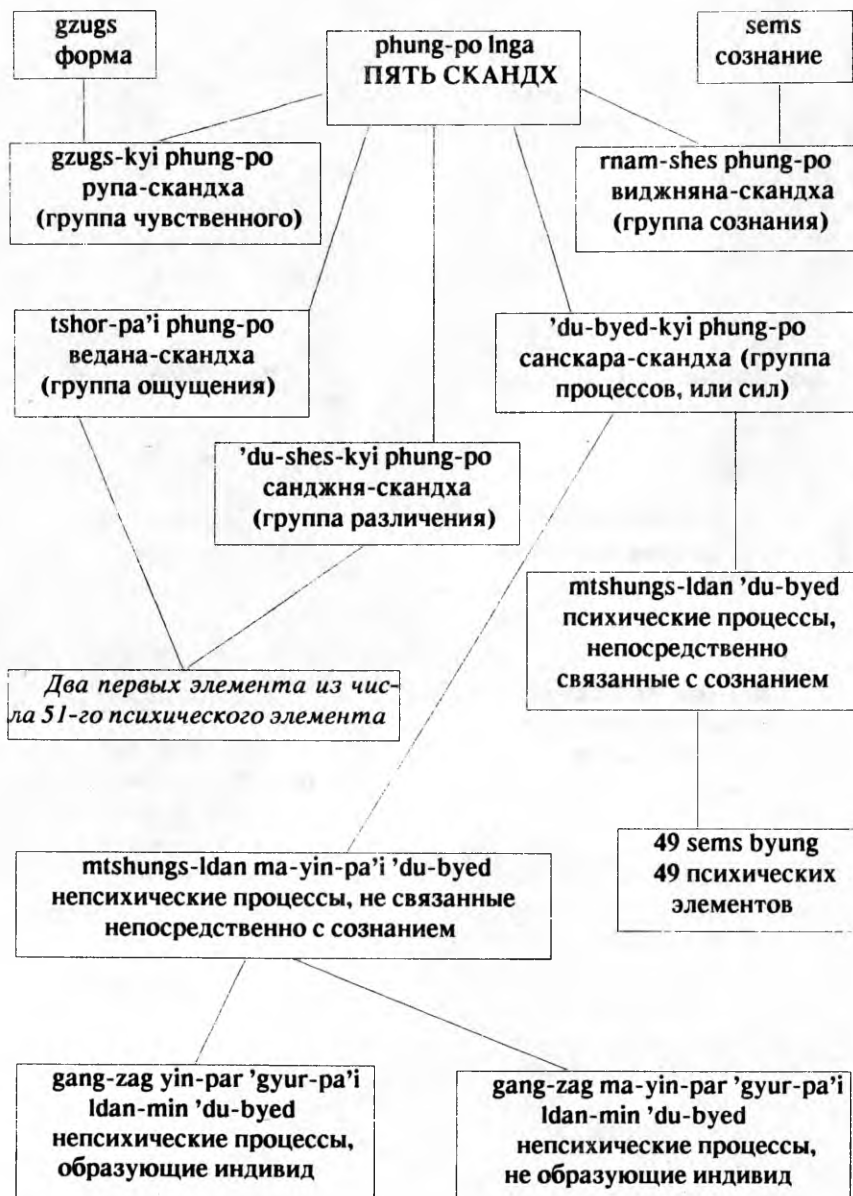 gzugs
форма
phung-po lnga
ПЯТЬ СКАНДХ
sems
сознание
gzugs-kyi phung-po
рупа-скандха
(группа чувственного)
rnam-shes phung-po
виджняна-скандха
(группа сознания)
tshor-pa'i phung-po
ведана-скандха
(группа ощущения)
'du-byed-kyi phung-po
санскара-скандха (группа
процессов, или сил)
'du-shes-kyi phung-po
санджня-скандха
(группа различения)
mtshungs-ldan 'du-byed
психические процессы,
непосредственно
связанные с сознанием
Два первых элемента из чис-
ла 51-го психического элемента
49 sems byung
49 психических
элементов
mtshungs-ldan ma-yin-pa'i 'du-byed
непсихические процессы, не связанные
непосредственно с сознанием
gang-zag yin-par 'gyur-pa'i
ldan-min 'du-byed
непсихические процессы,
образующие индивид
gang-zag ma-yin-par 'gyur-pa'i
ldan-min 'du-byed
непсихические процессы,
не образующие индивид